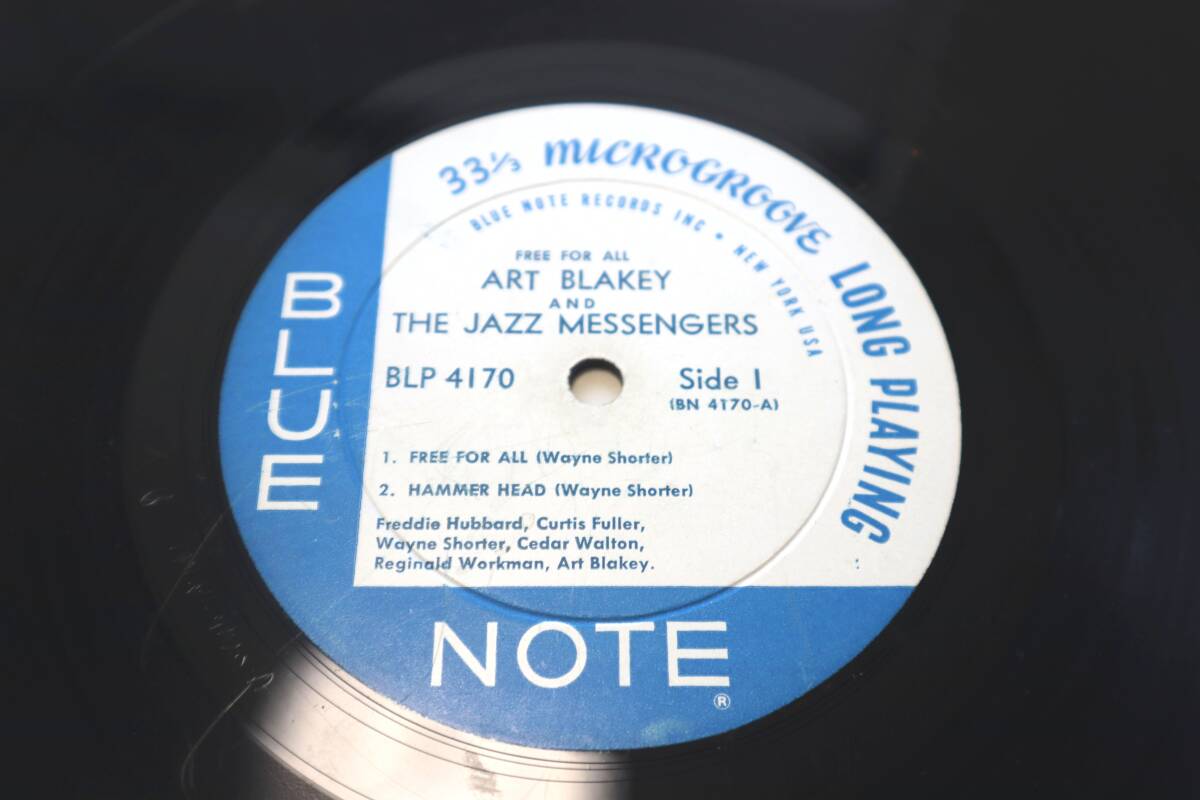 33⅓ MICROGROOVE LONG PLAYING
BLUE NOTE RECORDS INC • NEW YORK USA
FREE FOR ALL
ART BLAKEY
AND
THE JAZZ MESSENGERS
BLP 4170
Side 1
(BN 4170-A)
1. FREE FOR ALL (Wayne Shorter)
2. HAMMER HEAD (Wayne Shorter)
Freddie Hubbard, Curtis Fuller,
Wayne Shorter, Cedar Walton,
Reginald Workman, Art Blakey.
BLUE
NOTE
®